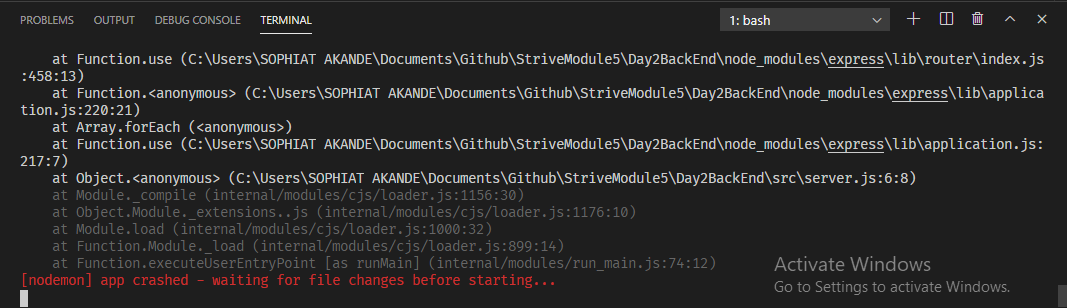 PROBLEMS OUTPUT DEBUG CONSOLE TERMINAL 1: bash
at Function.use (C:\Users\SOPHIAT AKANDE\Documents\Github\StriveModule5\Day2BackEnd\node_modules\express\lib\router\index.js
:458:13)
at Function.<anonymous> (C:\Users\SOPHIAT AKANDE\Documents\Github\StriveModule5\Day2BackEnd\node_modules\express\lib\applica
tion.js:220:21)
at Array.forEach (<anonymous>)
at Function.use (C:\Users\SOPHIAT AKANDE\Documents\Github\StriveModule5\Day2BackEnd\node_modules\express\lib\application.js:
217:7)
at Object.<anonymous> (C:\Users\SOPHIAT AKANDE\Documents\Github\StriveModule5\Day2BackEnd\src\server.js:6:8)
at Module._compile (internal/modules/cjs/loader.js:1156:30)
at Object.Module._extensions..js (internal/modules/cjs/loader.js:1176:10)
at Module.load (internal/modules/cjs/loader.js:1000:32)
at Function.Module._load (internal/modules/cjs/loader.js:899:14)
at Function.executeUserEntryPoint [as runMain] (internal/modules/run_main.js:74:12)
[nodemon] app crashed - waiting for file changes before starting...
Activate Windows
Go to Settings to activate Windows.